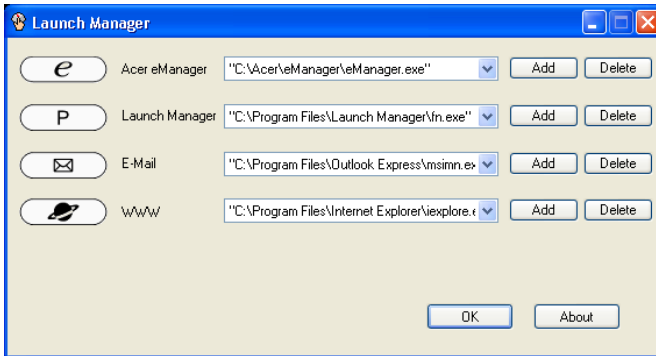 Launch Manager
e Acer eManager "C:\Acer\eManager\eManager.exe" Add Delete
P Launch Manager "C:\Program Files\Launch Manager\fn.exe" Add Delete
E-Mail "C:\Program Files\Outlook Express\msimn.ex Add Delete
WWW "C:\Program Files\Internet Explorer\iexplore.e Add Delete
OK About